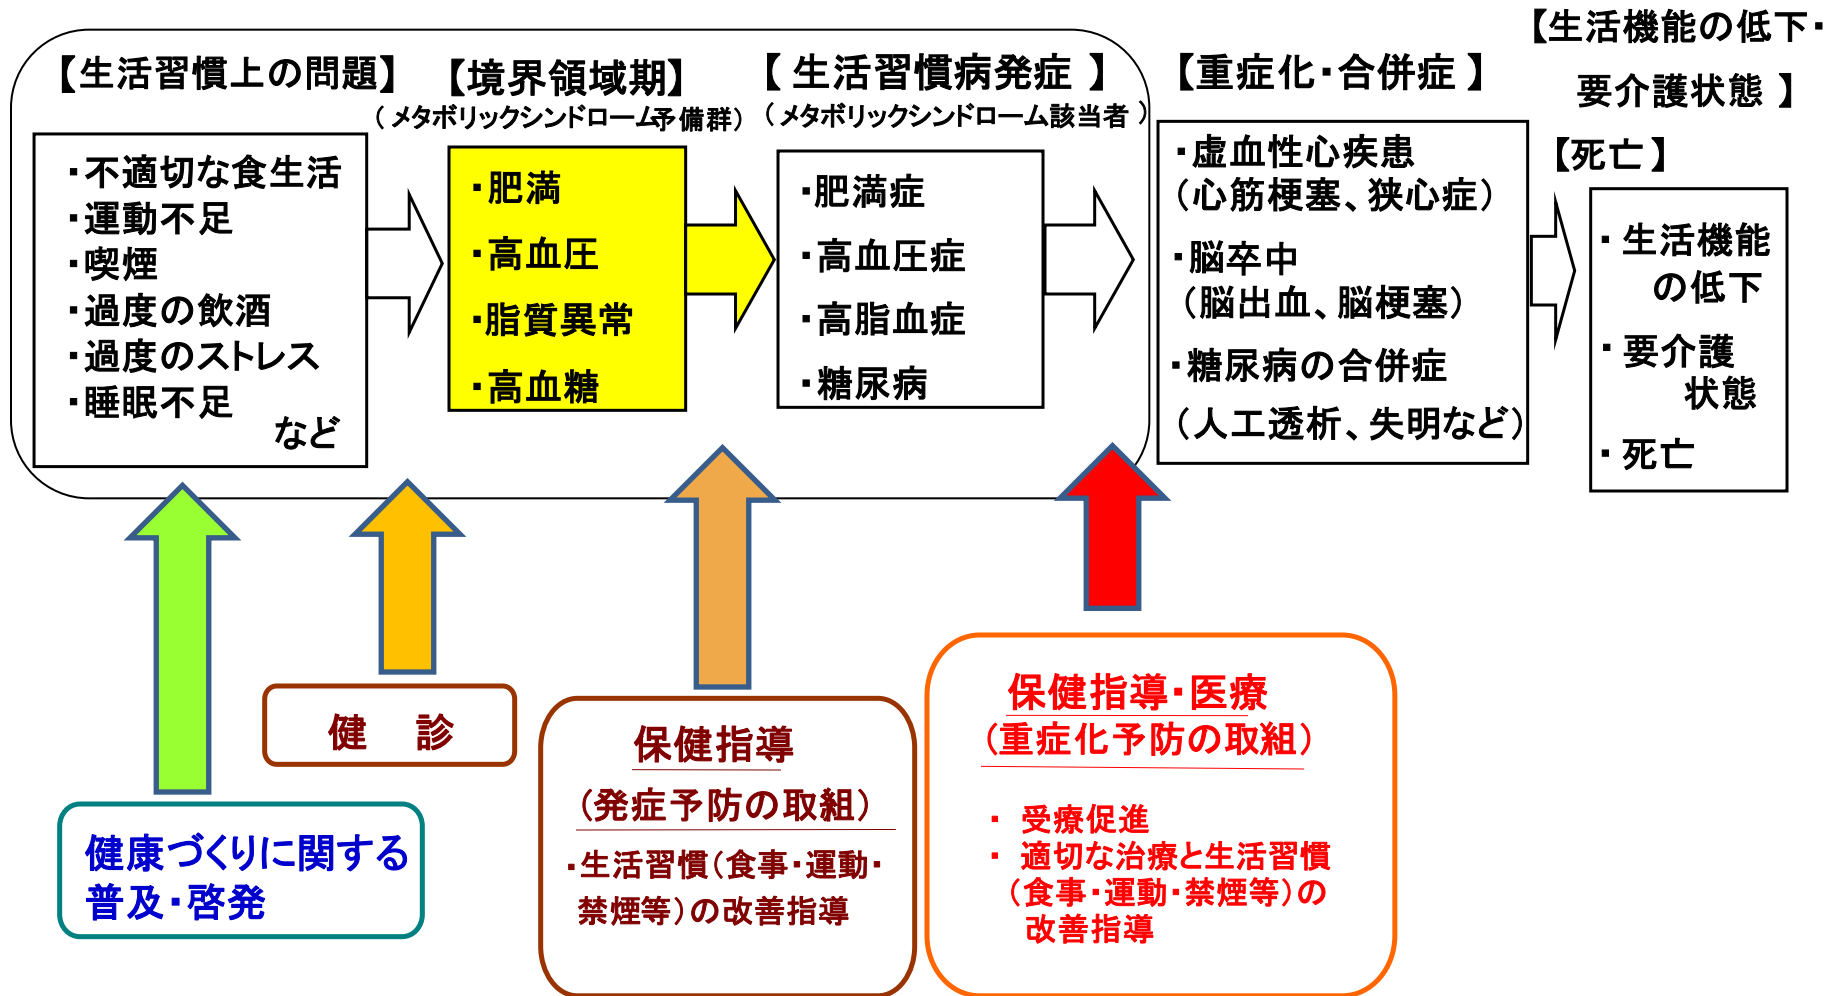 【生活習慣上の問題】
・不適切な食生活
・運動不足
・喫煙
・過度の飲酒
・過度のストレス
・睡眠不足
など
【境界領域期】
（メタボリックシンドローム予備群）
・肥満
・高血圧
・脂質異常
・高血糖
【 生活習慣病発症 】
（メタボリックシンドローム該当者 ）
・肥満症
・高血圧症
・高脂血症
・糖尿病
【重症化・合併症 】
・虚血性心疾患
（心筋梗塞、狭心症）
・脳卒中
（脳出血、脳梗塞）
・糖尿病の合併症
（人工透析、失明など）
【生活機能の低下・
要介護状態 】
【死亡 】
・ 生活機能
の低下
・ 要介護
状態
・ 死亡
健康づくりに関する
普及・啓発
健　診
保健指導
（発症予防の取組）
・生活習慣（食事・運動・
禁煙等）の改善指導
保健指導・医療
（重症化予防の取組）
・ 受療促進
・ 適切な治療と生活習慣
（食事・運動・禁煙等）の
改善指導